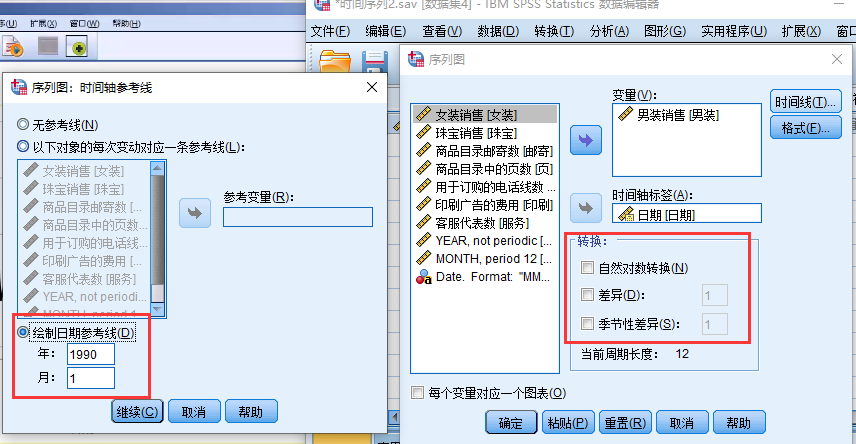 *时间序列2.sav [数据集4] - IBM SPSS Statistics 数据编辑器
扩展(X) 窗口(W) 帮助(H)
文件(F) 编辑(E) 查看(V) 数据(D) 转换(T) 分析(A) 图形(G) 实用程序(U) 扩展(X)
序列图：时间轴参考线
无参考线(N)
以下对象的每次变动对应一条参考线(L):
女装销售 [女装]
珠宝销售 [珠宝]
商品目录邮寄数 [...
商品目录中的页数...
用于订购的电话线...
印刷广告的费用 [...
客服代表数 [服务]
YEAR, not periodi...
MONTH, period 1...
参考变量(R):
绘制日期参考线(D)
年: 1990
月: 1
继续(C) 取消 帮助
序列图
女装销售 [女装]
珠宝销售 [珠宝]
商品目录邮寄数 [邮寄]
商品目录中的页数 [页]
用于订购的电话线数 ...
印刷广告的费用 [印刷]
客服代表数 [服务]
YEAR, not periodic [...
MONTH, period 12 [...
Date. Format: "MM...
变量(V):
男装销售 [男装]
时间线(T)...
格式(F)...
时间轴标签(A):
日期 [日期]
转换:
自然对数转换(N)
差异(D): 1
季节性差异(S): 1
当前周期长度: 12
每个变量对应一个图表(O)
确定 粘贴(P) 重置(R) 取消 帮助